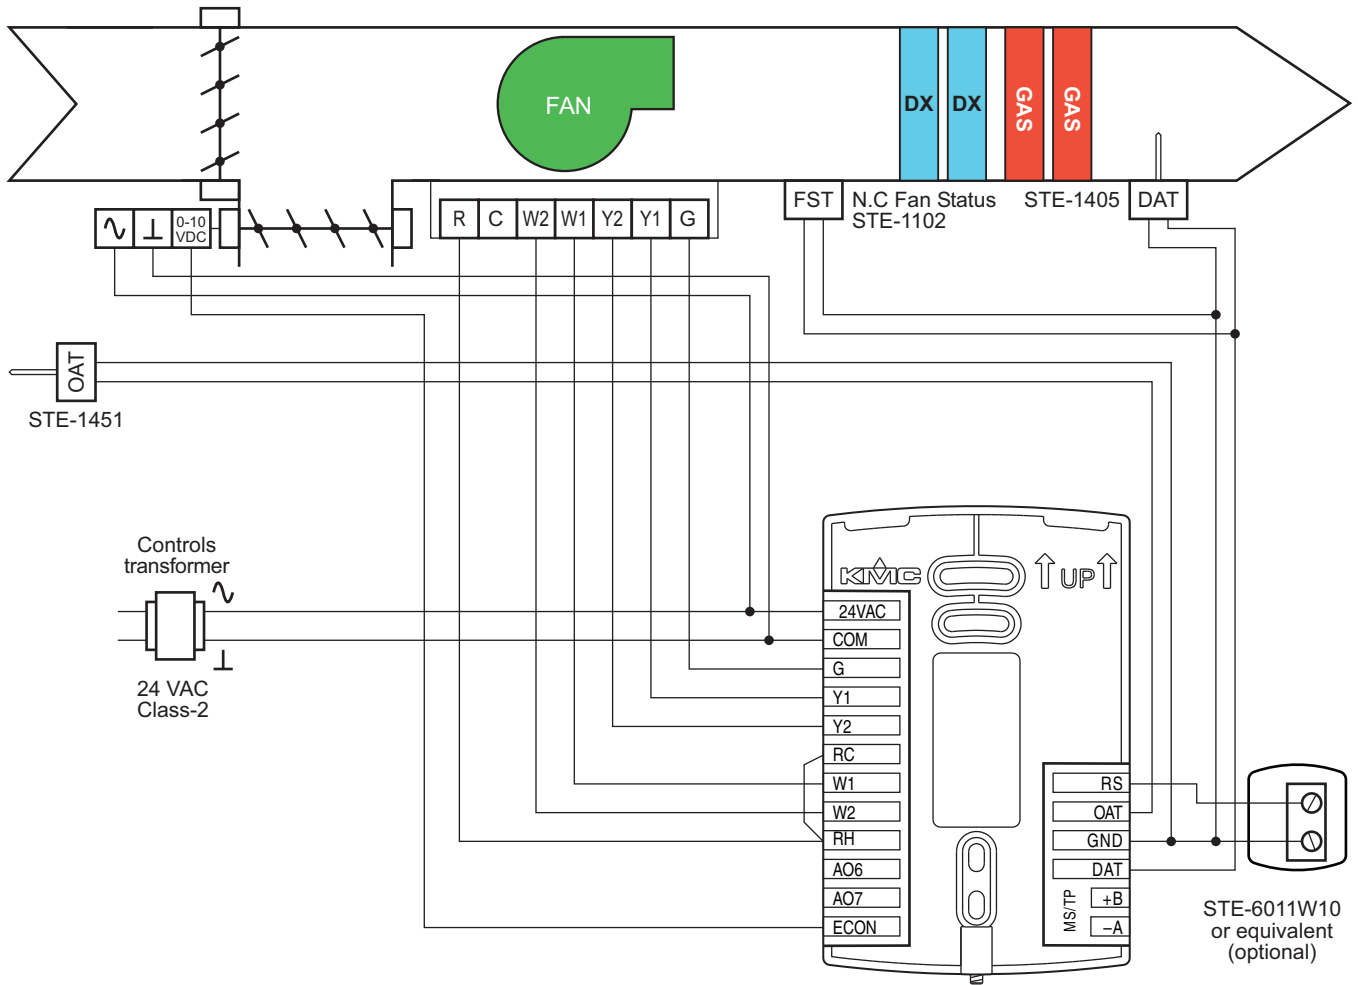 FAN
DX
DX
GAS
GAS
0-10
VDC
R
C
W2
W1
Y2
Y1
G
FST
N.C Fan Status
STE-1102
STE-1405
DAT
OAT
STE-1451
Controls
transformer
24 VAC
Class-2
KMC
UP
24VAC
COM
G
Y1
Y2
RC
W1
W2
RH
AO6
AO7
ECON
RS
OAT
GND
DAT
MS/TP
+B
–A
STE-6011W10
or equivalent
(optional)